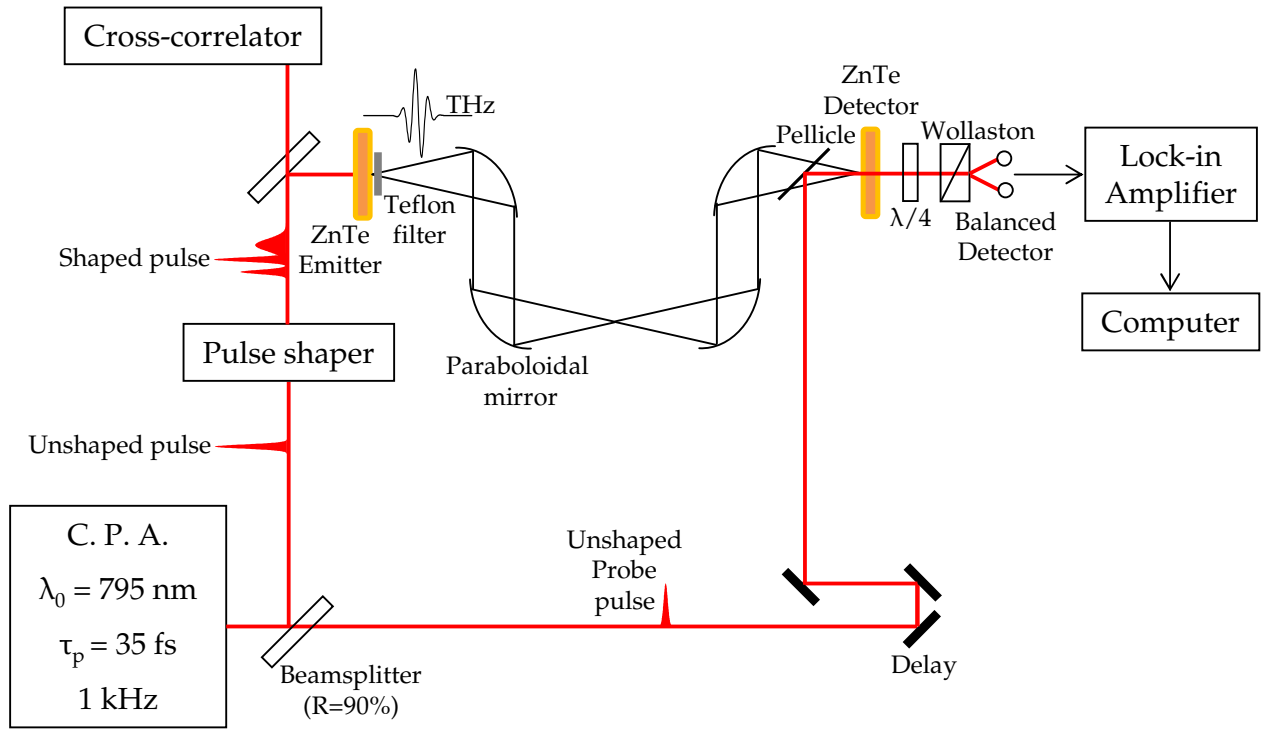 Cross-correlator
THz
ZnTe
Detector
Pellicle
Wollaston
Lock-in
Amplifier
λ/4
Balanced
Detector
Teflon
filter
ZnTe
Emitter
Shaped pulse
Computer
Pulse shaper
Paraboloidal
mirror
Unshaped pulse
C. P. A.
λ₀ = 795 nm
τₚ = 35 fs
1 kHz
Unshaped
Probe
pulse
Delay
Beamsplitter
(R=90%)